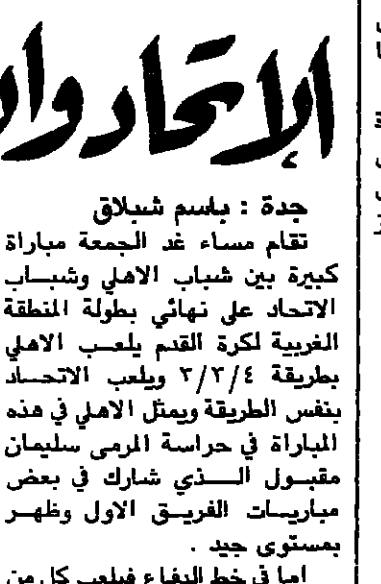 الإتحاد وا
جدة : باسم شبلاق
تقام مساء غد الجمعة مباراة
كبيرة بين شباب الاهلي وشباب
الاتحاد على نهائي بطولة المنطقة
الغربية لكرة القدم يلعب الاهلي
بطريقة ٣/٣/٤ ويلعب الاتحاد
بنفس الطريقة ويمثل الاهلي في هذه
المباراة في حراسة المرمى سليمان
مقبول الذي شارك في بعض
مباريات الفريق الاول وظهر
بمستوى جيد .
اما في خط الدفاع فيلعب كل من